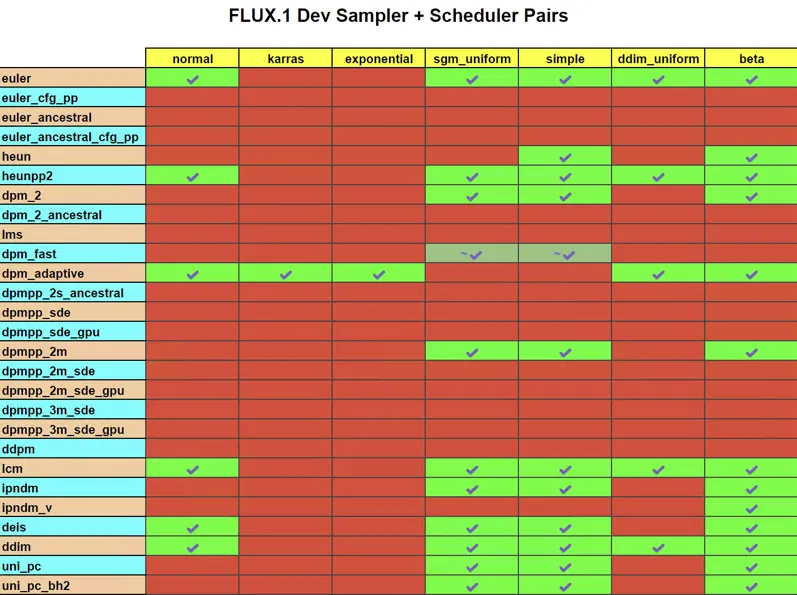 FLUX.1 Dev Sampler + Scheduler Pairs
normal karras exponential sgm_uniform simple ddim_uniform beta
euler ✓ ✓ ✓ ✓ ✓
euler_cfg_pp
euler_ancestral
euler_ancestral_cfg_pp
heun ✓ ✓
heunpp2 ✓ ✓ ✓ ✓ ✓
dpm_2 ✓ ✓ ✓
dpm_2_ancestral
lms
dpm_fast ~✓ ~✓
dpm_adaptive ✓ ✓ ✓ ✓ ✓
dpmpp_2s_ancestral
dpmpp_sde
dpmpp_sde_gpu
dpmpp_2m ✓ ✓ ✓
dpmpp_2m_sde
dpmpp_2m_sde_gpu
dpmpp_3m_sde
dpmpp_3m_sde_gpu
ddpm
lcm ✓ ✓ ✓ ✓ ✓
ipndm ✓ ✓ ✓
ipndm_v ✓
deis ✓ ✓ ✓ ✓
ddim ✓ ✓ ✓ ✓ ✓
uni_pc ✓ ✓ ✓
uni_pc_bh2 ✓ ✓ ✓